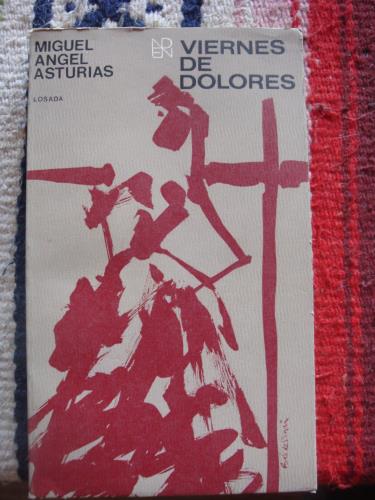 MIGUEL
ANGEL
ASTURIAS
LOSADA
VIERNES
DE
DOLORES